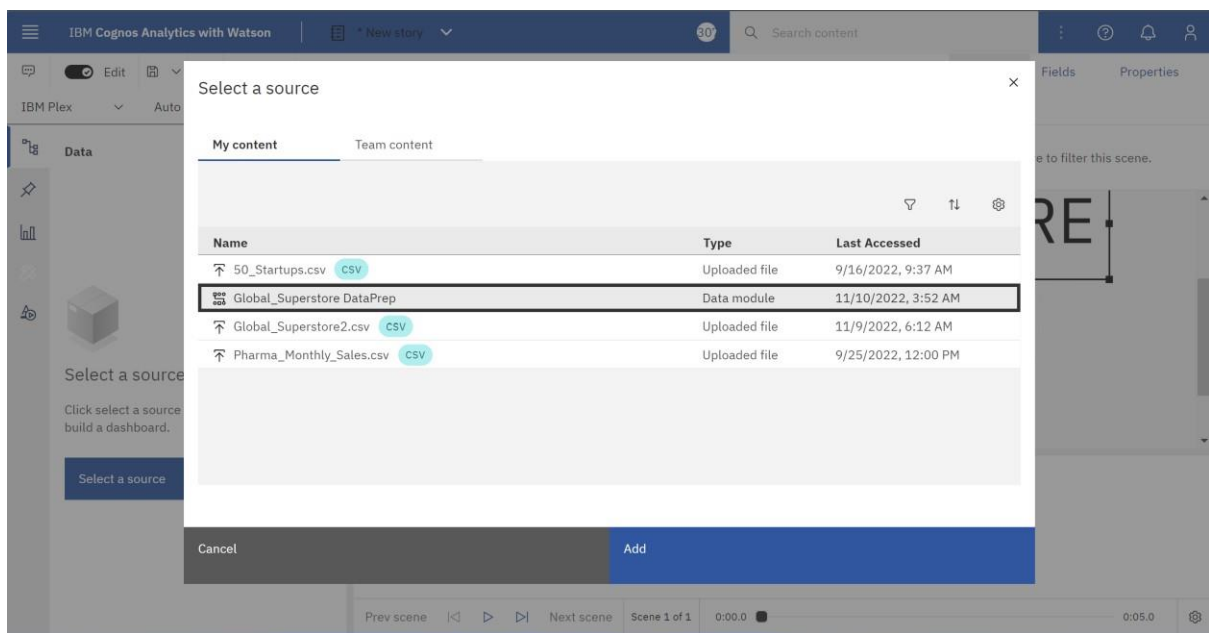 IBM Cognos Analytics with Watson
* New story
30?
Search content
Edit
Fields
Properties
IBM Plex
Auto
Select a source
My content
Team content
Data
e to filter this scene.
RE
Name Type Last Accessed
50_Startups.csv CSV Uploaded file 9/16/2022, 9:37 AM
Global_Superstore DataPrep Data module 11/10/2022, 3:52 AM
Global_Superstore2.csv CSV Uploaded file 11/9/2022, 6:12 AM
Pharma_Monthly_Sales.csv CSV Uploaded file 9/25/2022, 12:00 PM
Select a source
Click select a source
build a dashboard.
Select a source
Cancel
Add
Prev scene
Next scene
Scene 1 of 1
0:00.0
0:05.0